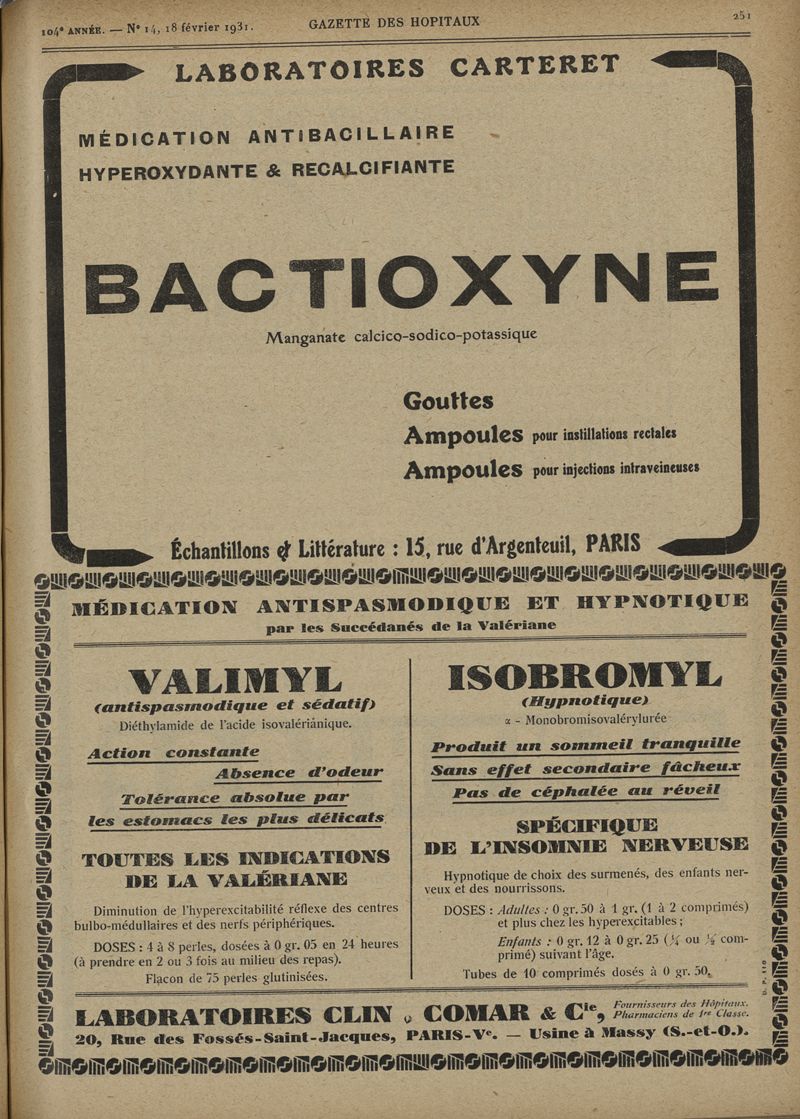 104e ANNÉE. — No 14, 18 février 1931.
GAZETTE DES HOPITAUX
251
LABORATOIRES CARTERET
MÉDICATION ANTIBACILLAIRE
HYPEROXYDANTE & RECALCIFIANTE
BACTIOXYNE
Manganate calcico-sodico-potassique
Gouttes
Ampoules pour instillations rectales
Ampoules pour injections intraveineuses
Échantillons & Littérature : 15, rue d'Argenteuil, PARIS
MÉDICATION ANTISPASMODIQUE ET HYPNOTIQUE
par les Succédanés de la Valériane
VALIMYL
(antispasmodique et sédatif)
Diéthylamide de l'acide isovalérianique.
Action constante
Absence d'odeur
Tolérance absolue par
les estomacs les plus délicats
TOUTES LES INDICATIONS
DE LA VALÉRIANE
Diminution de l'hyperexcitabilité réflexe des centres
bulbo-médullaires et des nerfs périphériques.
DOSES : 4 à 8 perles, dosées à 0 gr. 05 en 24 heures
(à prendre en 2 ou 3 fois au milieu des repas).
Flacon de 75 perles glutinisées.
ISOBROMYL
(Hypnotique)
α - Monobromisovalérylurée
Produit un sommeil tranquille
Sans effet secondaire fâcheux
Pas de céphalée au réveil
SPÉCIFIQUE
DE L'INSOMNIE NERVEUSE
Hypnotique de choix des surmenés, des enfants ner-
veux et des nourrissons.
DOSES : Adultes : 0 gr. 50 à 1 gr. (1 à 2 comprimés)
et plus chez les hyperexcitables ;
Enfants : 0 gr. 12 à 0 gr. 25 (¼ ou ½ com-
primé) suivant l'âge.
Tubes de 10 comprimés dosés à 0 gr. 50.
LABORATOIRES CLIN, COMAR & Cie, Fournisseurs des Hôpitaux.
Pharmaciens de 1re Classe.
20, Rue des Fossés-Saint-Jacques, PARIS-Ve. — Usine à Massy (S.-et-O.).